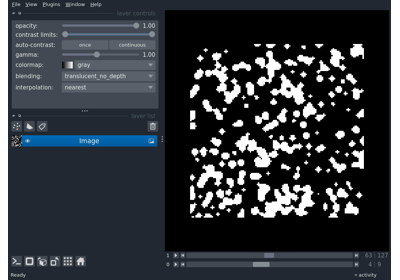 File View Plugins Window Help
layer controls
opacity: 1.00
contrast limits:
auto-contrast: once continuous
gamma: 1.00
colormap: gray
blending: translucent_no_depth
interpolation: nearest
layer list
Image
1 63 127
0 4 9
Ready activity